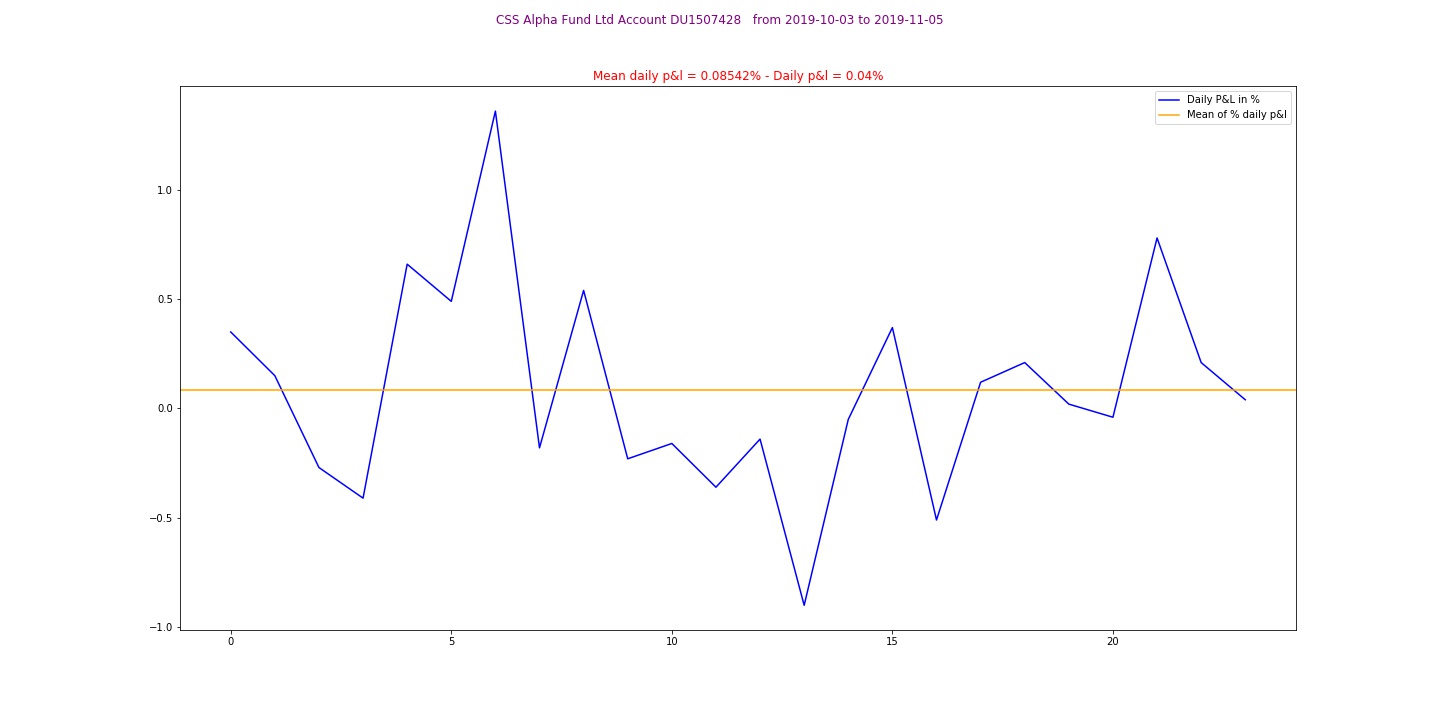 CSS Alpha Fund Ltd Account DU1507428   from 2019-10-03 to 2019-11-05
Mean daily p&l = 0.08542% - Daily p&l = 0.04%
Daily P&L in %
Mean of % daily p&l
1.0
0.5
0.0
−0.5
−1.0
0
5
10
15
20